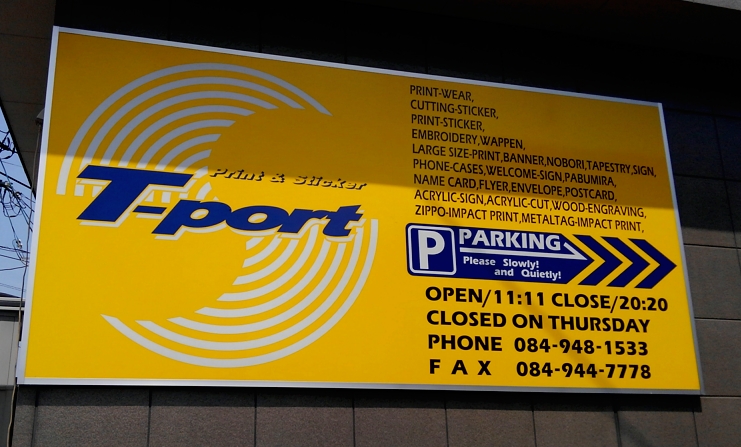 Print & Sticker
T-port
PRINT-WEAR,
CUTTING-STICKER,
PRINT-STICKER,
EMBROIDERY,WAPPEN,
LARGE SIZE-PRINT,BANNER,NOBORI,TAPESTRY,SIGN,
PHONE-CASES,WELCOME-SIGN,PABUMIRA,
NAME CARD,FLYER,ENVELOPE,POSTCARD,
ACRYLIC-SIGN,ACRYLIC-CUT,WOOD-ENGRAVING,
ZIPPO-IMPACT PRINT,METALTAG-IMPACT PRINT,
P PARKING
Please Slowly!
and Quietly!
OPEN/11:11 CLOSE/20:20
CLOSED ON THURSDAY
PHONE 084-948-1533
FAX 084-944-7778